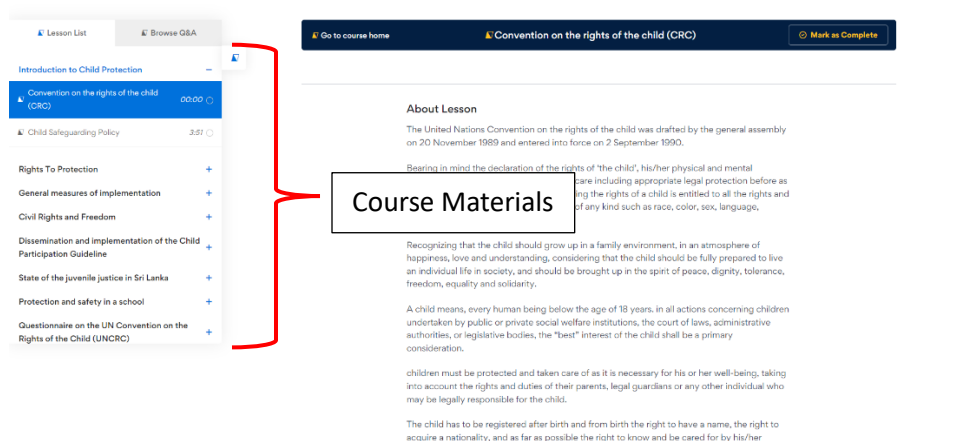 Lesson List
Browse Q&A
Introduction to Child Protection
Convention on the rights of the child
(CRC)
00:00
Child Safeguarding Policy
3:51
Rights To Protection
General measures of implementation
Civil Rights and Freedom
Dissemination and implementation of the Child
Participation Guideline
State of the juvenile justice in Sri Lanka
Protection and safety in a school
Questionnaire on the UN Convention on the
Rights of the Child (UNCRC)
Course Materials
Go to course home
Convention on the rights of the child (CRC)
Mark as Complete
About Lesson
The United Nations Convention on the rights of the child was drafted by the general assembly
on 20 November 1989 and entered into force on 2 September 1990.
Bearing in mind the declaration of the rights of ‘the child’, his/her physical and mental
care including appropriate legal protection before as
ing the rights of a child is entitled to all the rights and
of any kind such as race, color, sex, language,
Recognizing that the child should grow up in a family environment, in an atmosphere of
happiness, love and understanding, considering that the child should be fully prepared to live
an individual life in society, and should be brought up in the spirit of peace, dignity, tolerance,
freedom, equality and solidarity.
A child means, every human being below the age of 18 years. in all actions concerning children
undertaken by public or private social welfare institutions, the court of laws, administrative
authorities, or legislative bodies, the “best” interest of the child shall be a primary
consideration.
children must be protected and taken care of as it is necessary for his or her well-being, taking
into account the rights and duties of their parents, legal guardians or any other individual who
may be legally responsible for the child.
The child has to be registered after birth and from birth the right to have a name, the right to
acquire a nationality, and as far as possible the right to know and be cared for by his/her